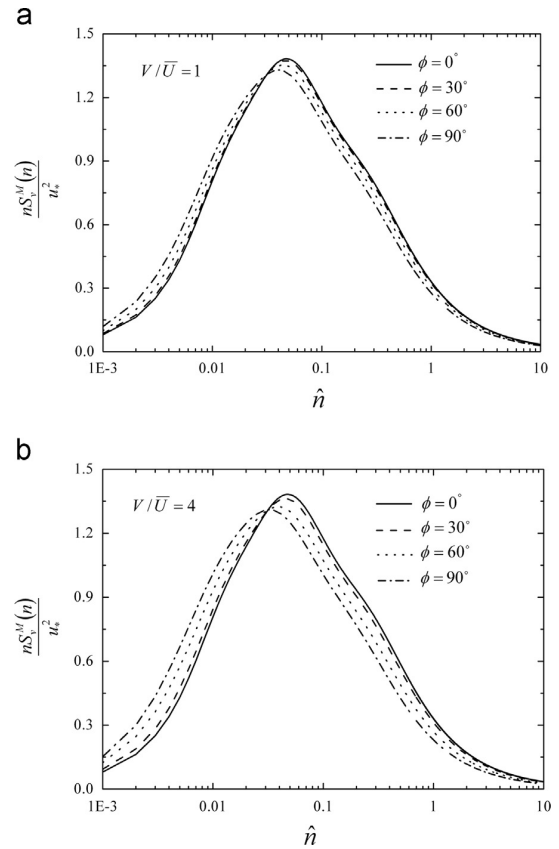 a
1.5
1.2
0.9
0.6
0.3
0.0
nS_v^M(n)
u_*^2
V/U̅ = 1
ϕ = 0°
ϕ = 30°
ϕ = 60°
ϕ = 90°
1E-3 0.01 0.1 1 10
n̂
b
1.5
1.2
0.9
0.6
0.3
0.0
nS_v^M(n)
u_*^2
V/U̅ = 4
ϕ = 0°
ϕ = 30°
ϕ = 60°
ϕ = 90°
1E-3 0.01 0.1 1 10
n̂